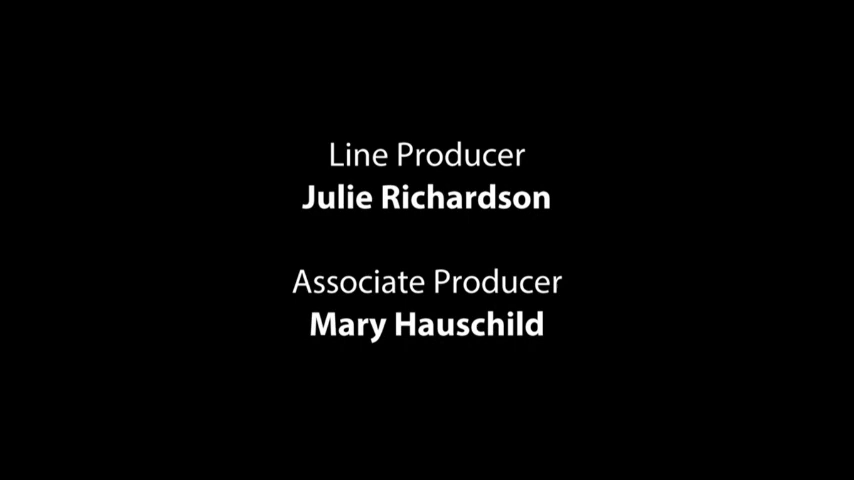 Line Producer
Julie Richardson
Associate Producer
Mary Hauschild